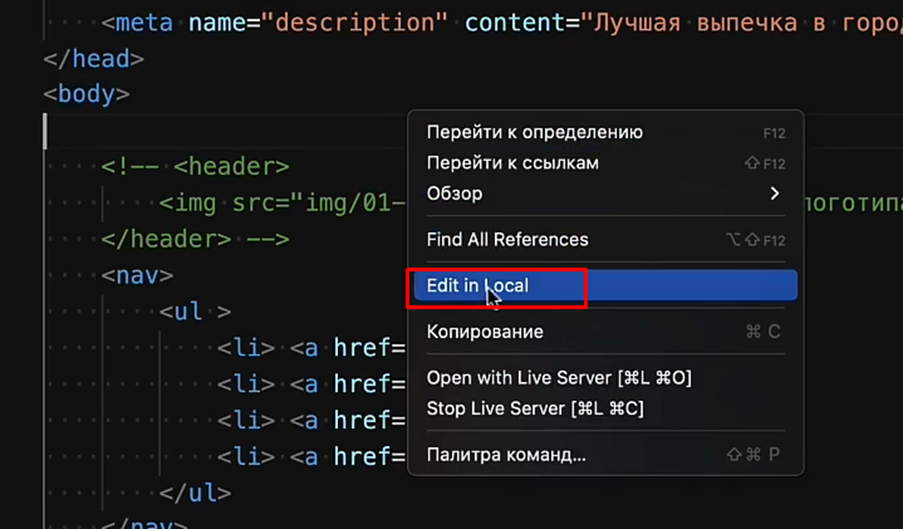 <meta name="description" content="Лучшая выпечка в горо
</head>
<body>
<!-- <header>
<img src="img/01- логотипа
</header> -->
<nav>
<ul >
<li> <a href=
<li> <a href=
<li> <a href=
<li> <a href=
</ul>
</nav>
Перейти к определению F12
Перейти к ссылкам ⇧F12
Обзор
Find All References ⌥⇧F12
Edit in Local
Копирование ⌘ C
Open with Live Server [⌘L ⌘O]
Stop Live Server [⌘L ⌘C]
Палитра команд... ⇧⌘ P